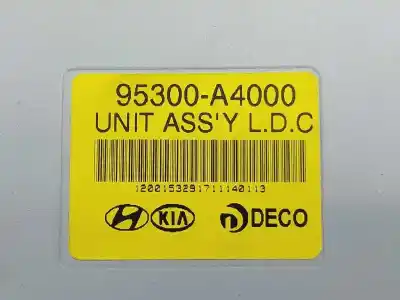 95300-A4000
UNIT ASS'Y L.D.C
1200153291711140113
KIA DECO